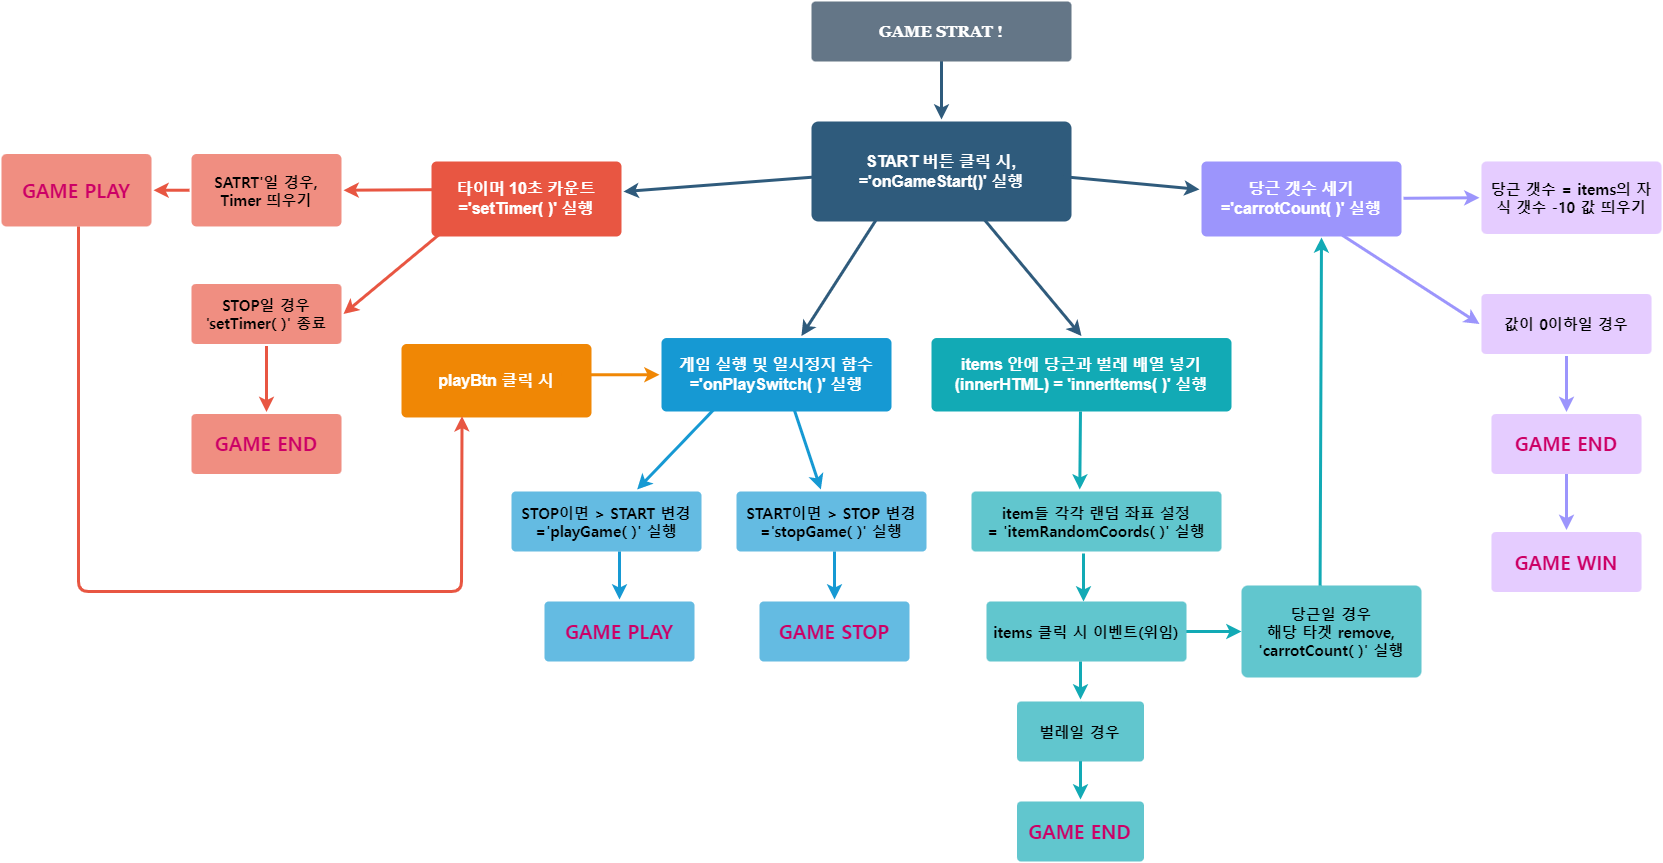 GAME STRAT !
START 버튼 클릭 시,
='onGameStart()' 실행
GAME PLAY
SATRT'일 경우,
Timer 띄우기
타이머 10초 카운트
='setTimer( )' 실행
당근 갯수 세기
='carrotCount( )' 실행
당근 갯수 = items의 자
식 갯수 -10 값 띄우기
STOP일 경우
'setTimer( )' 종료
값이 0이하일 경우
playBtn 클릭 시
게임 실행 및 일시정지 함수
='onPlaySwitch( )' 실행
items 안에 당근과 벌레 배열 넣기
(innerHTML) = 'innerItems( )' 실행
GAME END
GAME END
STOP이면 > START 변경
='playGame( )' 실행
START이면 > STOP 변경
='stopGame( )' 실행
item들 각각 랜덤 좌표 설정
= 'itemRandomCoords( )' 실행
GAME WIN
GAME PLAY
GAME STOP
items 클릭 시 이벤트(위임)
당근일 경우
해당 타겟 remove,
'carrotCount( )' 실행
벌레일 경우
GAME END